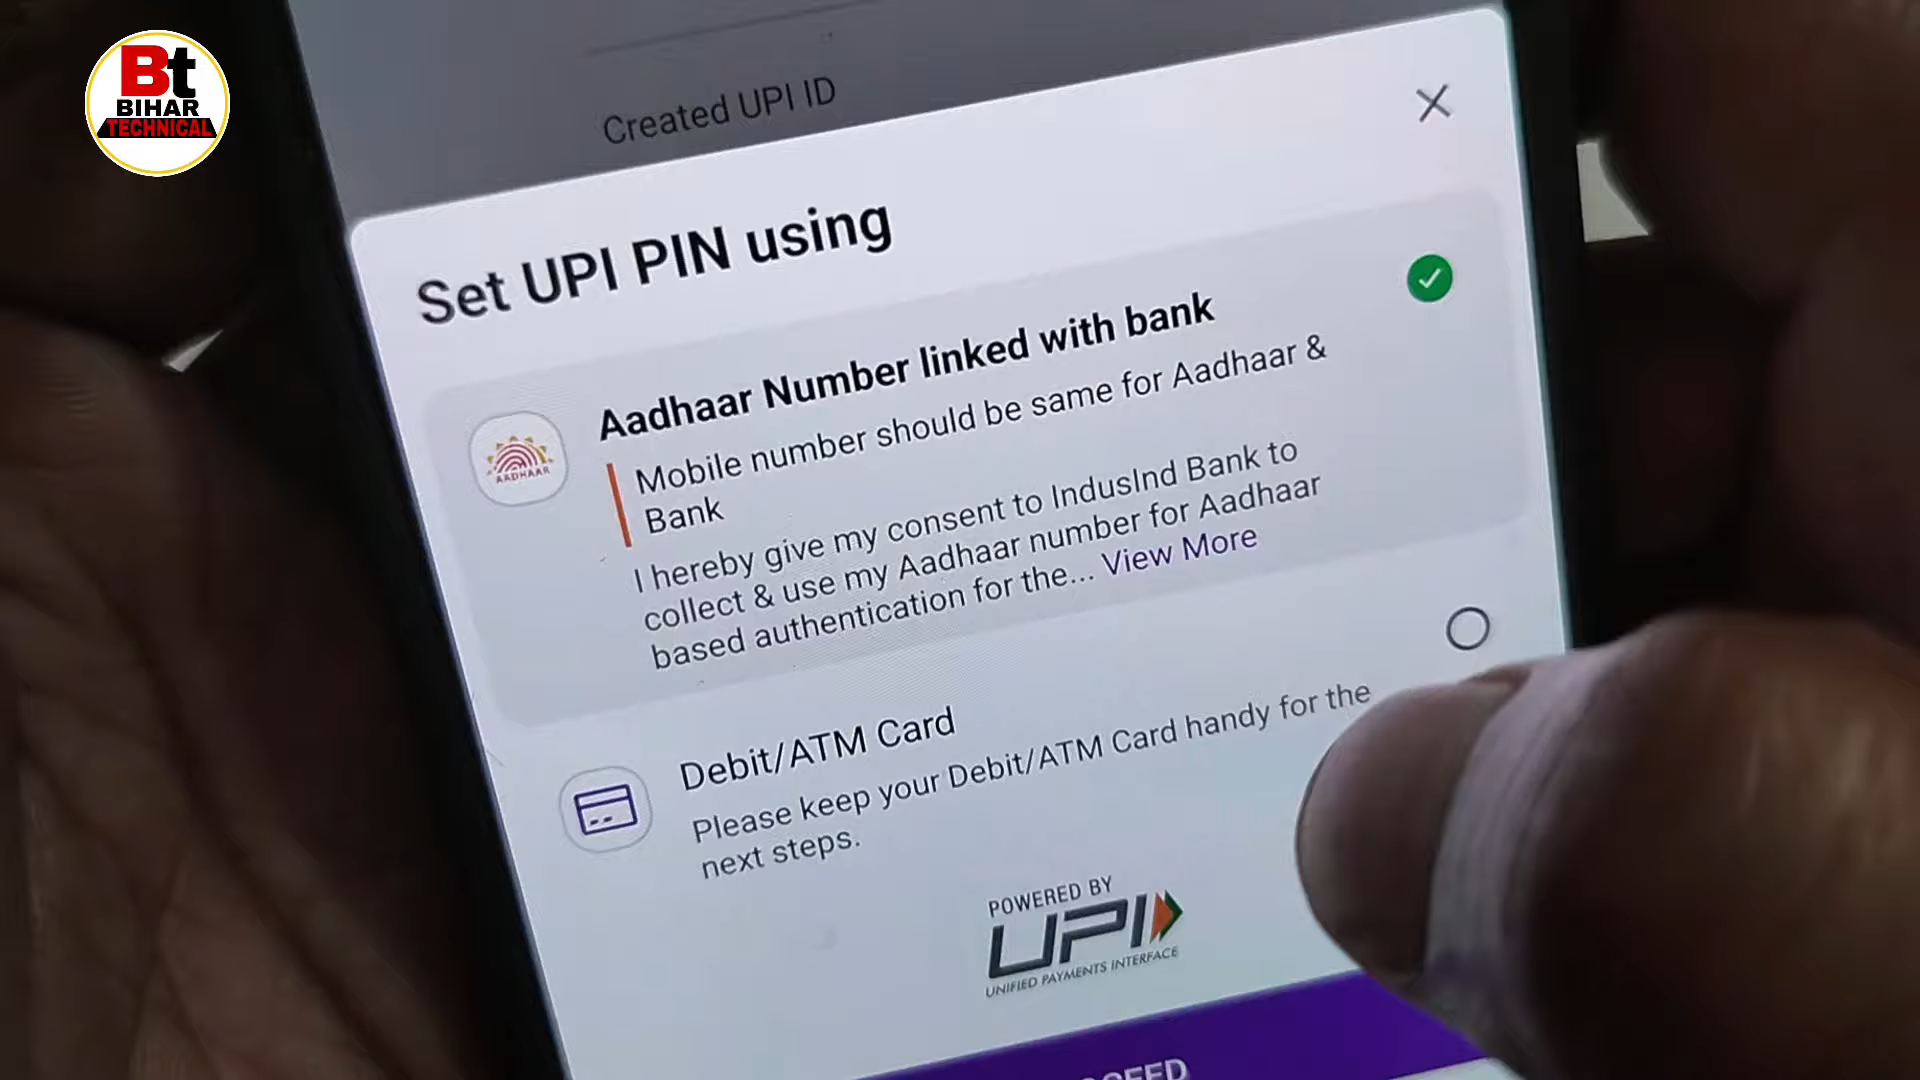 Bt
BIHAR
TECHNICAL
Created UPI ID
Set UPI PIN using
Aadhaar Number linked with bank
Mobile number should be same for Aadhaar &
Bank
I hereby give my consent to IndusInd Bank to
collect & use my Aadhaar number for Aadhaar
based authentication for the... View More
AADHAAR
Debit/ATM Card
Please keep your Debit/ATM Card handy for the
next steps.
POWERED BY
UPI
UNIFIED PAYMENTS INTERFACE